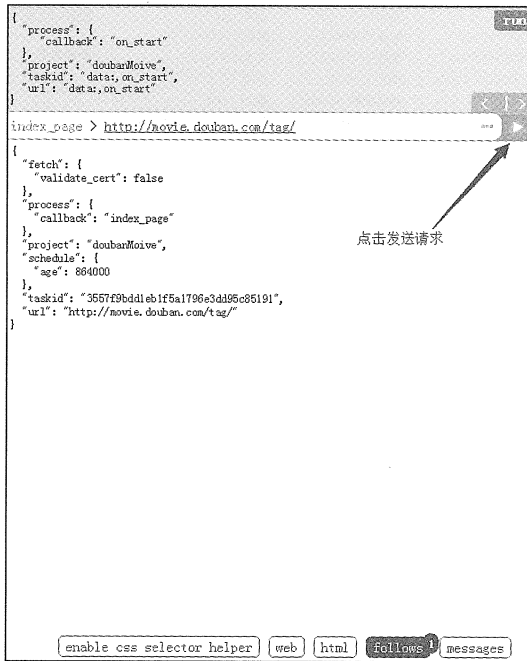 {
"process": {
"callback": "on_start"
},
"project": "doubanMoive",
"taskid": "data:,on_start",
"url": "data:,on_start"
}
run
< | >
index_page > http://movie.douban.com/tag/
{
"fetch": {
"validate_cert": false
},
"process": {
"callback": "index_page"
},
"project": "doubanMoive",
"schedule": {
"age": 864000
},
"taskid": "3557f9bdd1eb1f5a1796e3dd95c85191",
"url": "http://movie.douban.com/tag/"
}
点击发送请求
enable css selector helper web html follows 1 messages